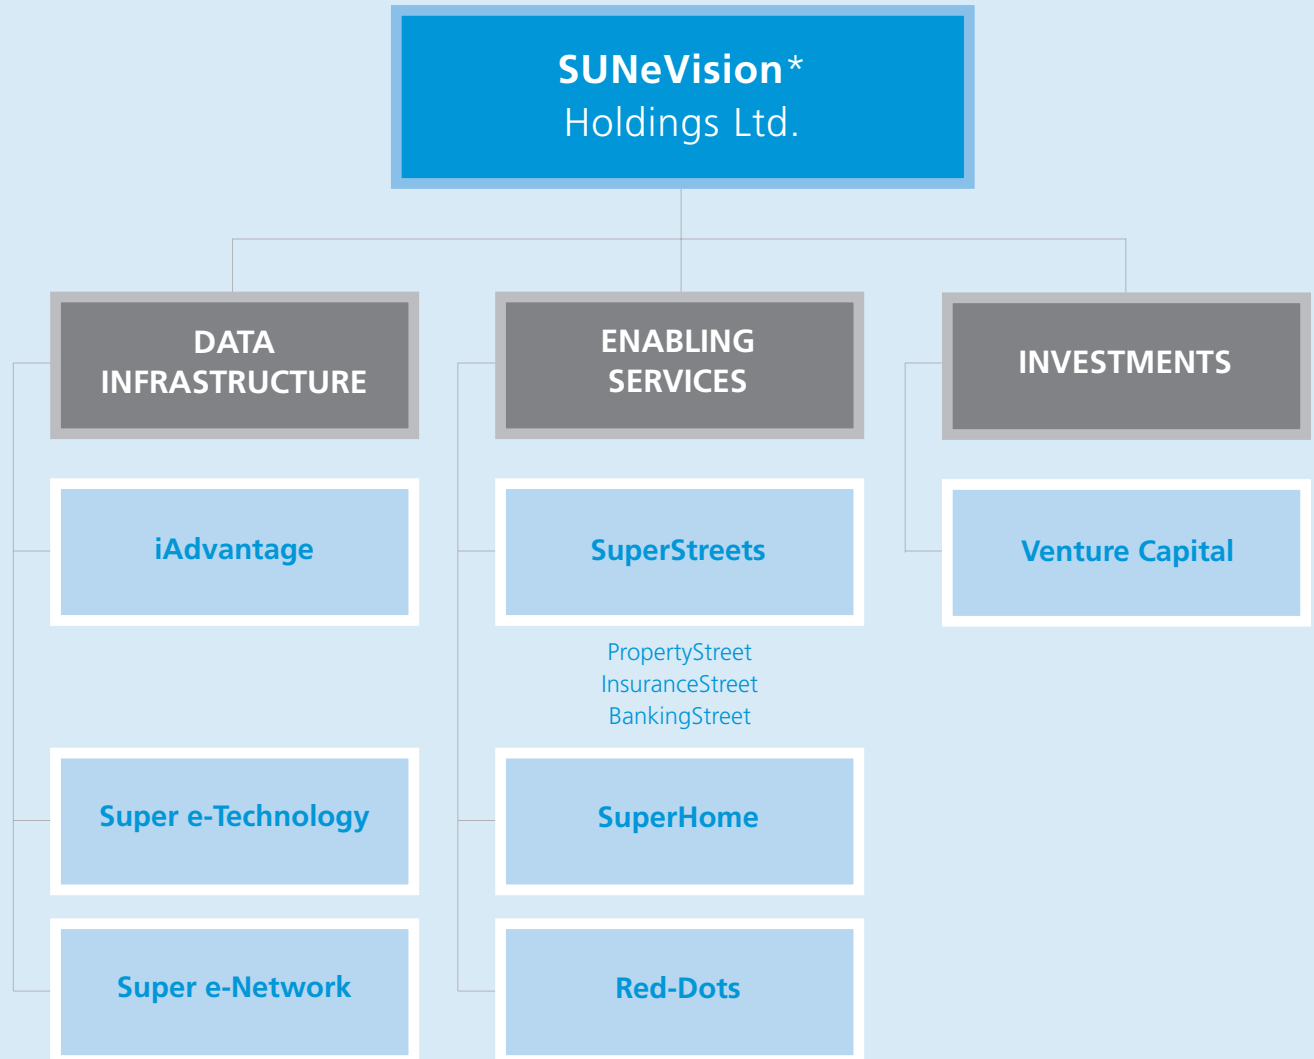 SUNeVision*
Holdings Ltd.
DATA
INFRASTRUCTURE
ENABLING
SERVICES
INVESTMENTS
iAdvantage
SuperStreets
Venture Capital
PropertyStreet
InsuranceStreet
BankingStreet
Super e-Technology
SuperHome
Super e-Network
Red-Dots